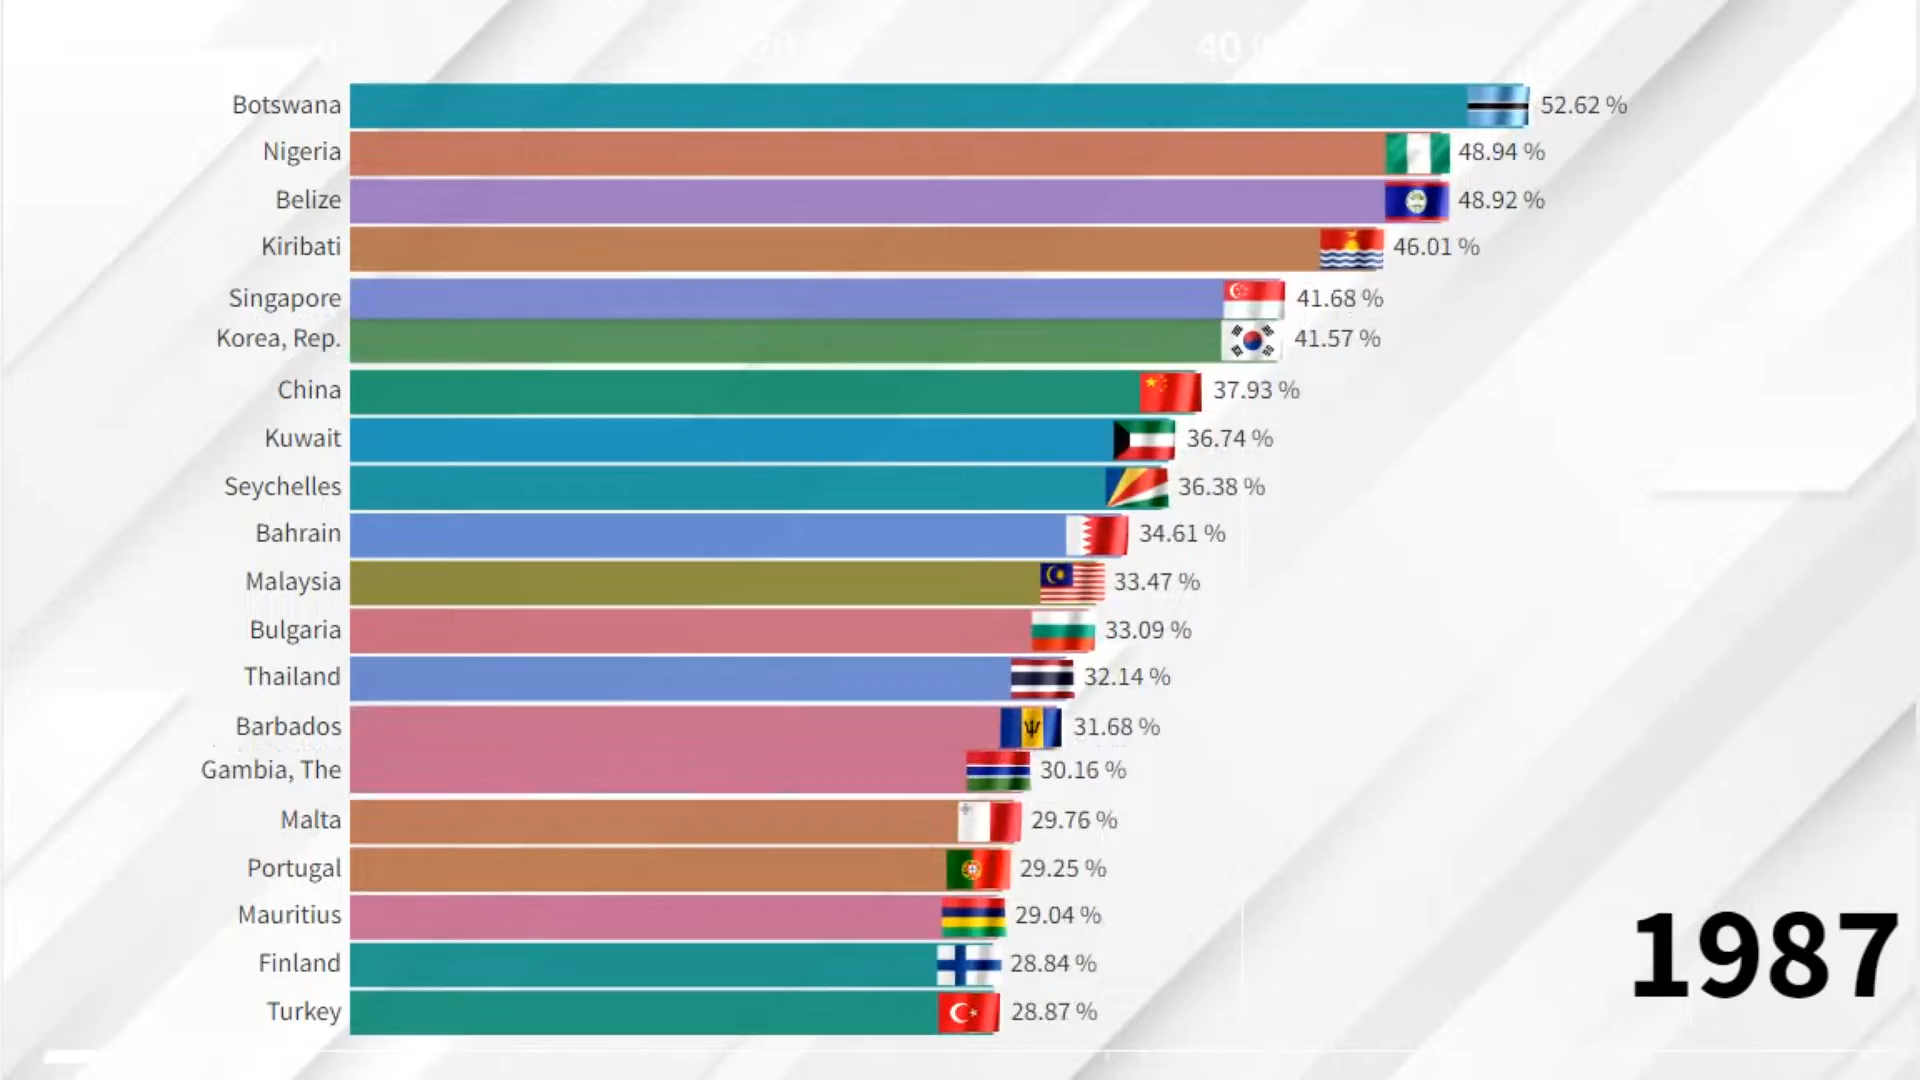 40 %
Botswana 52.62 %
Nigeria 48.94 %
Belize 48.92 %
Kiribati 46.01 %
Singapore 41.68 %
Korea, Rep. 41.57 %
China 37.93 %
Kuwait 36.74 %
Seychelles 36.38 %
Bahrain 34.61 %
Malaysia 33.47 %
Bulgaria 33.09 %
Thailand 32.14 %
Barbados 31.68 %
Gambia, The 30.16 %
Malta 29.76 %
Portugal 29.25 %
Mauritius 29.04 %
Finland 28.84 %
Turkey 28.87 %
1987